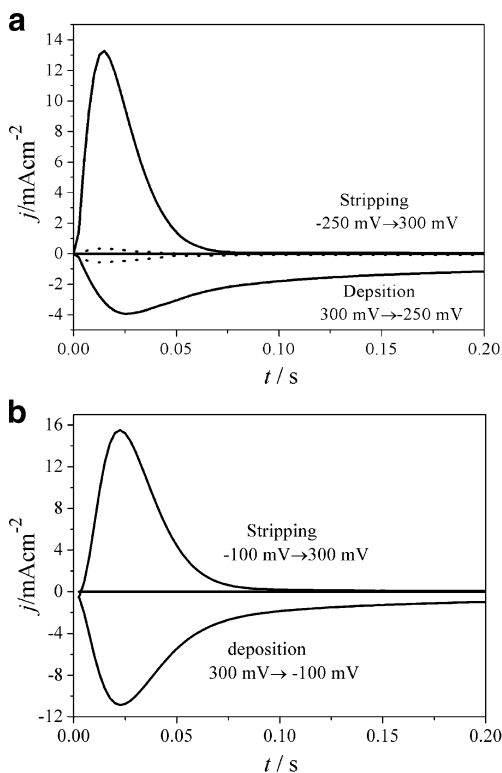 a
j/mAcm-2
14
12
10
8
6
4
2
0
-2
-4
Stripping
-250 mV→300 mV
Depsition
300 mV→-250 mV
0.00 0.05 0.10 0.15 0.20
t / s
b
j/mAcm-2
16
12
8
4
0
-4
-8
-12
Stripping
-100 mV→300 mV
deposition
300 mV→ -100 mV
0.00 0.05 0.10 0.15 0.20
t / s